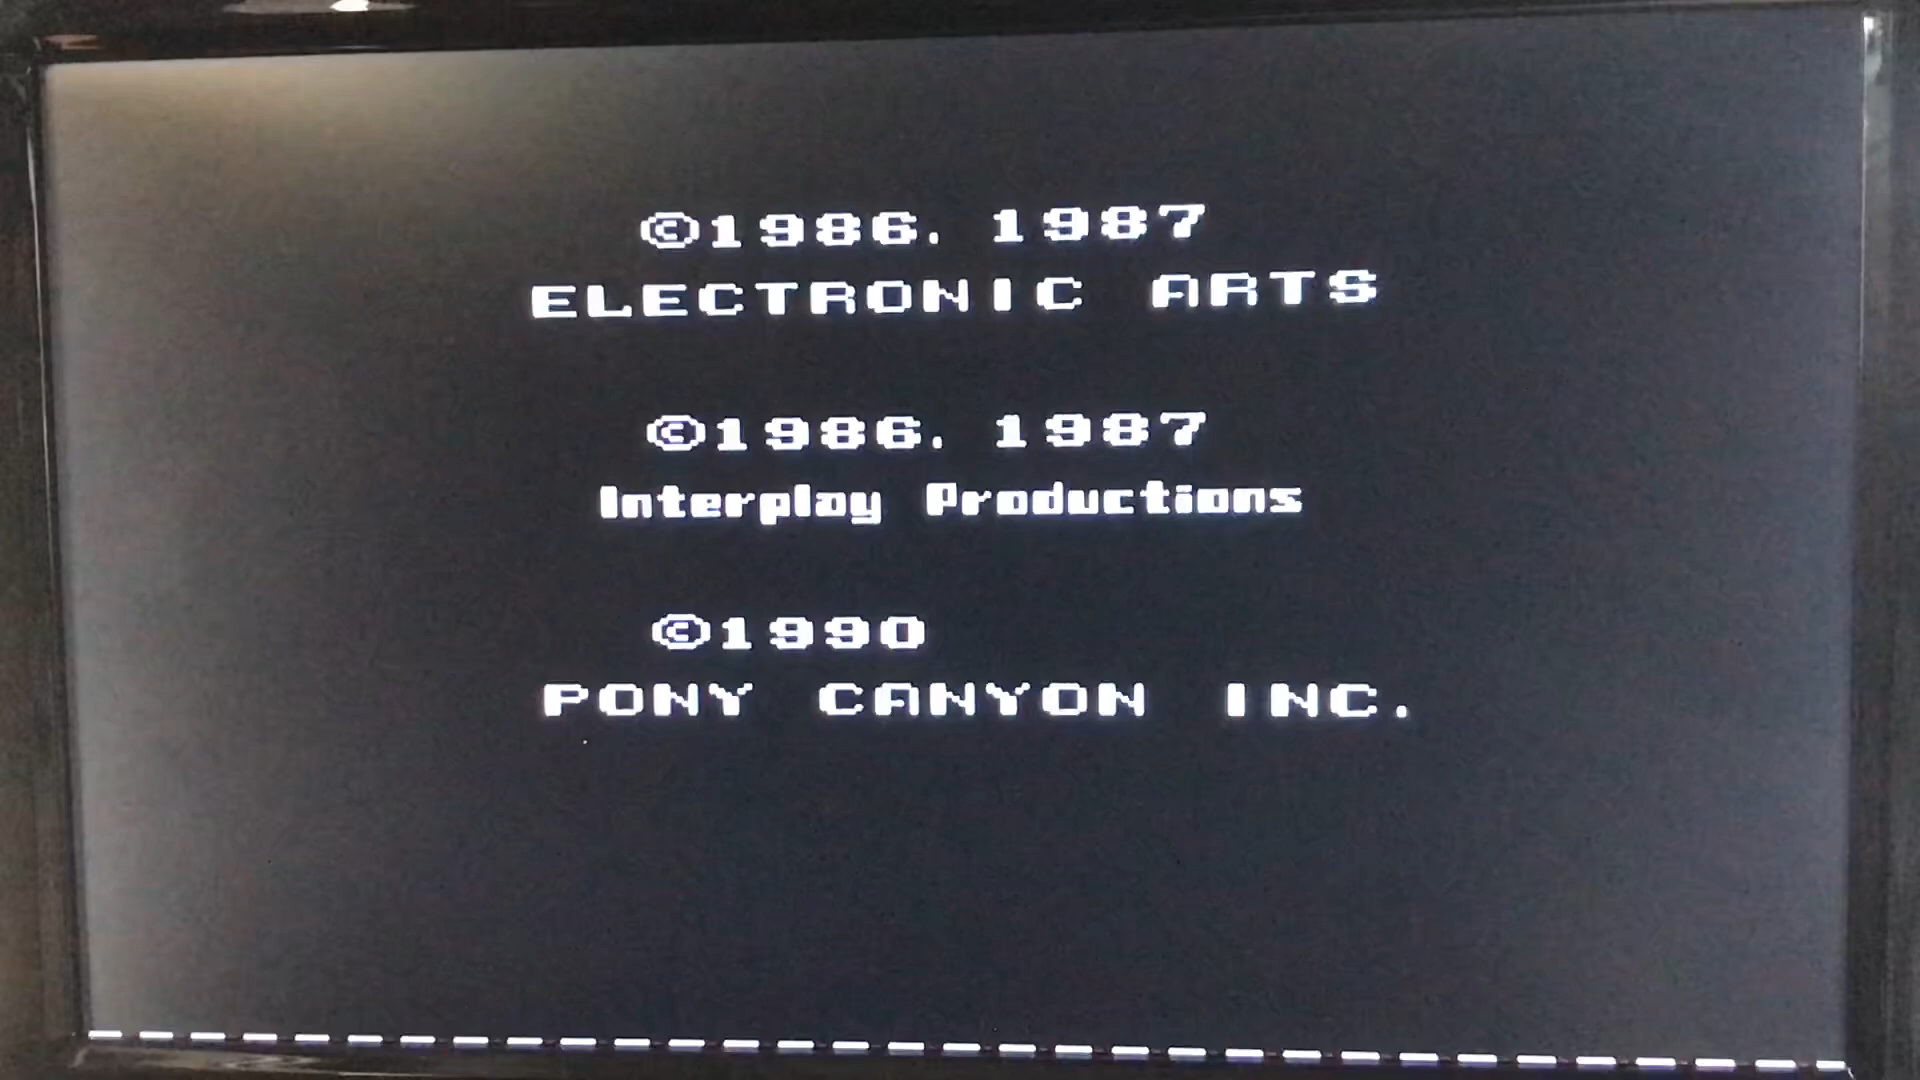 ©1986. 1987
ELECTRONIC ARTS
©1986. 1987
Interplay Productions
©1990
PONY CANYON INC.